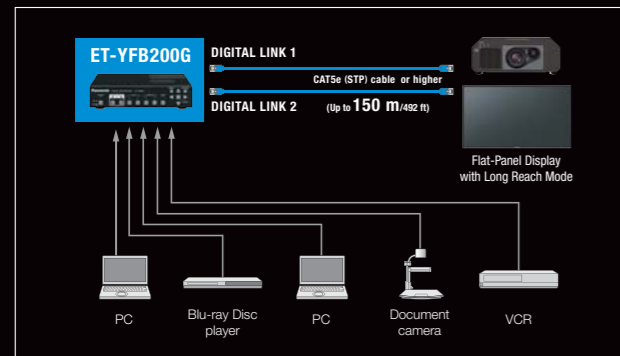 ET-YFB200G
DIGITAL LINK 1
CAT5e (STP) cable or higher
DIGITAL LINK 2
(Up to 150 m/492 ft)
Panasonic
Flat-Panel Display
with Long Reach Mode
PC
Blu-ray Disc
player
PC
Document
camera
VCR